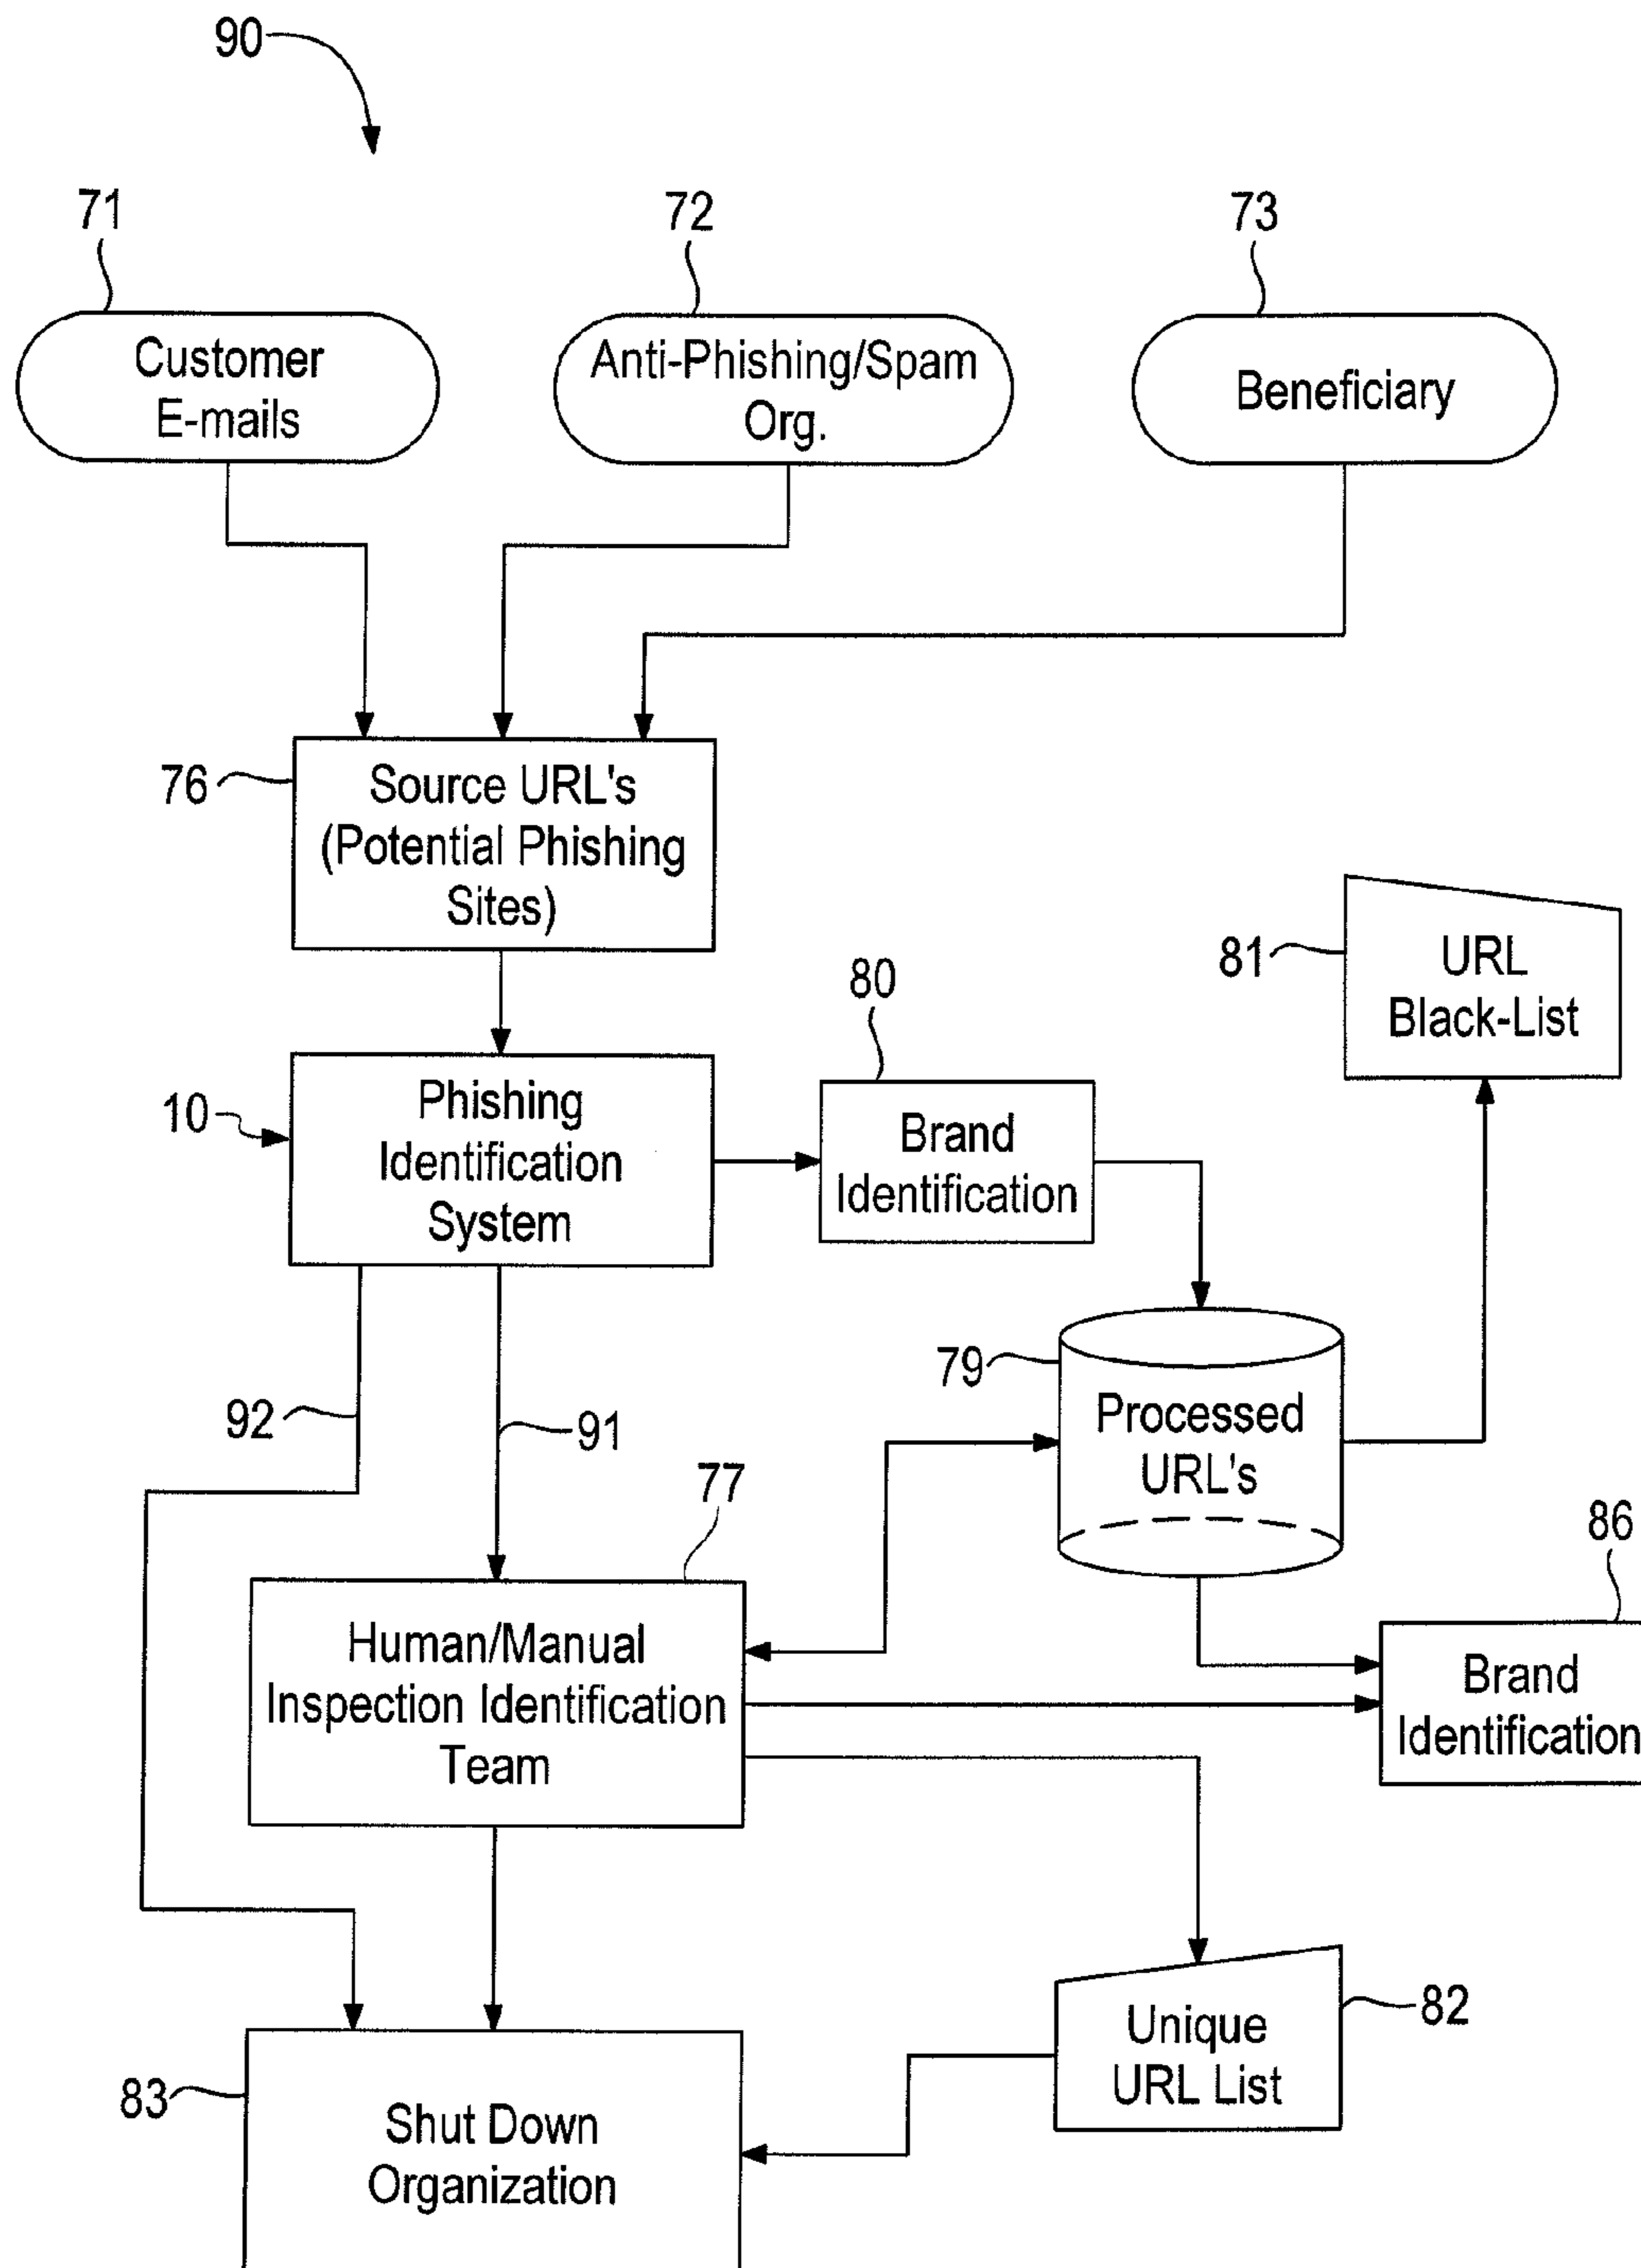 90
71
72
73
Customer
E-mails
Anti-Phishing/Spam
Org.
Beneficiary
76
Source URL's
(Potential Phishing
Sites)
81
URL
Black-List
80
10
Phishing
Identification
System
Brand
Identification
79
Processed
URL's
92
91
77
86
Human/Manual
Inspection Identification
Team
Brand
Identification
82
Unique
URL List
83
Shut Down
Organization